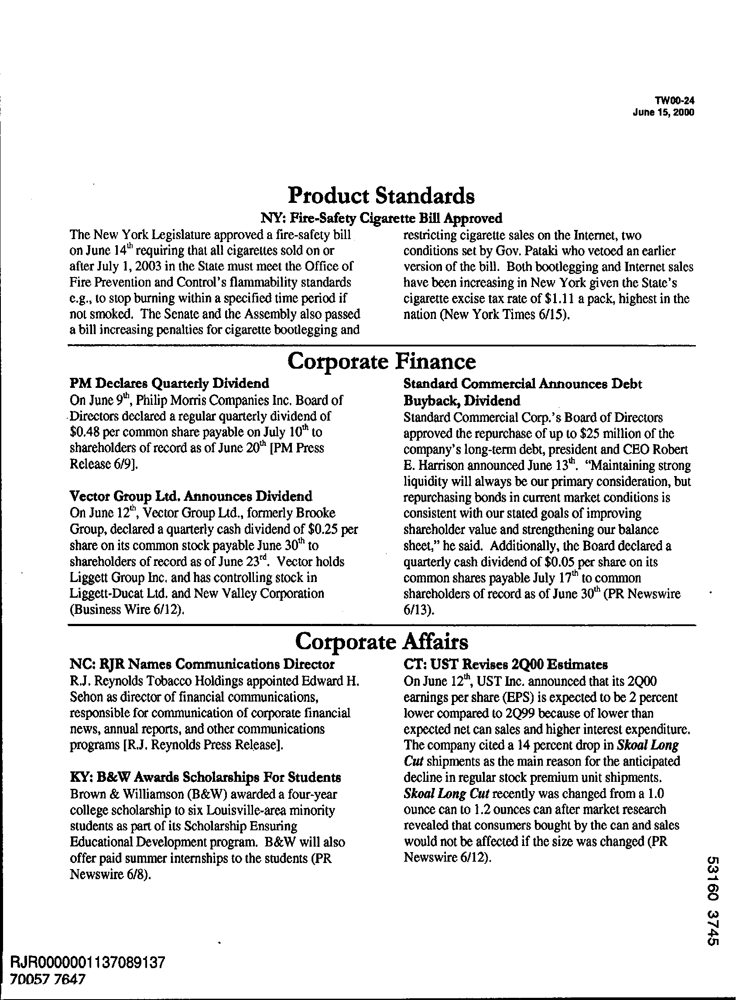 TW00-24
June 15, 2000
Product Standards
NY: Fire-Safety Cigarette Bill Approved
The New York Legislature approved a fire-safety bill
on June 14th requiring that all cigarettes sold on or
after July 1, 2003 in the State must meet the Office of
Fire Prevention and Control's flammability standards
e.g., to stop burning within a specified time period if
not smoked. The Senate and the Assembly also passed
a bill increasing penalties for cigarette bootlegging and
restricting cigarette sales on the Internet, two
conditions set by Gov. Pataki who vetoed an earlier
version of the bill. Both bootlegging and Internet sales
have been increasing in New York given the State's
cigarette excise tax rate of $1.11 a pack, highest in the
nation (New York Times 6/15).
Corporate Finance
PM Declares Quarterly Dividend
On June 9th, Philip Morris Companies Inc. Board of
Directors declared a regular quarterly dividend of
$0.48 per common share payable on July 10th to
shareholders of record as of June 20th [PM Press
Release 6/9].
Vector Group Ltd. Announces Dividend
On June 12th, Vector Group Ltd., formerly Brooke
Group, declared a quarterly cash dividend of $0.25 per
share on its common stock payable June 30th to
shareholders of record as of June 23rd. Vector holds
Liggett Group Inc. and has controlling stock in
Liggett-Ducat Ltd. and New Valley Corporation
(Business Wire 6/12).
Standard Commercial Announces Debt
Buyback, Dividend
Standard Commercial Corp.'s Board of Directors
approved the repurchase of up to $25 million of the
company's long-term debt, president and CEO Robert
E. Harrison announced June 13th. "Maintaining strong
liquidity will always be our primary consideration, but
repurchasing bonds in current market conditions is
consistent with our stated goals of improving
shareholder value and strengthening our balance
sheet," he said. Additionally, the Board declared a
quarterly cash dividend of $0.05 per share on its
common shares payable July 17th to common
shareholders of record as of June 30th (PR Newswire
6/13).
Corporate Affairs
NC: RJR Names Communications Director
R.J. Reynolds Tobacco Holdings appointed Edward H.
Sehon as director of financial communications,
responsible for communication of corporate financial
news, annual reports, and other communications
programs [R.J. Reynolds Press Release].
KY: B&W Awards Scholarships For Students
Brown & Williamson (B&W) awarded a four-year
college scholarship to six Louisville-area minority
students as part of its Scholarship Ensuring
Educational Development program. B&W will also
offer paid summer internships to the students (PR
Newswire 6/8).
CT: UST Revises 2Q00 Estimates
On June 12th, UST Inc. announced that its 2Q00
earnings per share (EPS) is expected to be 2 percent
lower compared to 2Q99 because of lower than
expected net can sales and higher interest expenditure.
The company cited a 14 percent drop in Skoal Long
Cut shipments as the main reason for the anticipated
decline in regular stock premium unit shipments.
Skoal Long Cut recently was changed from a 1.0
ounce can to 1.2 ounces can after market research
revealed that consumers bought by the can and sales
would not be affected if the size was changed (PR
Newswire 6/12).
53160 3745
RJR0000001137089137
70057 7647